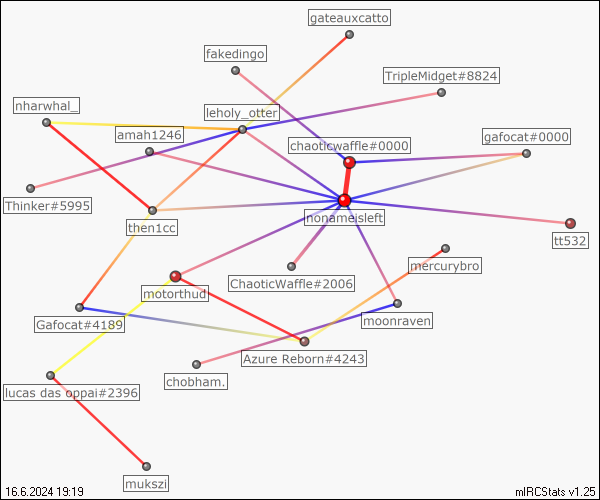 gateauxcatto
fakedingo
TripleMidget#8824
nharwhal_
leholy_otter
amah1246
gafocat#0000
chaoticwaffle#0000
Thinker#5995
nonameisleft
then1cc
tt532
mercurybro
ChaoticWaffle#2006
motorthud
Gafocat#4189
moonraven
Azure Reborn#4243
chobham.
lucas das oppai#2396
mukszi
16.6.2024 19:19
mIRCStats v1.25